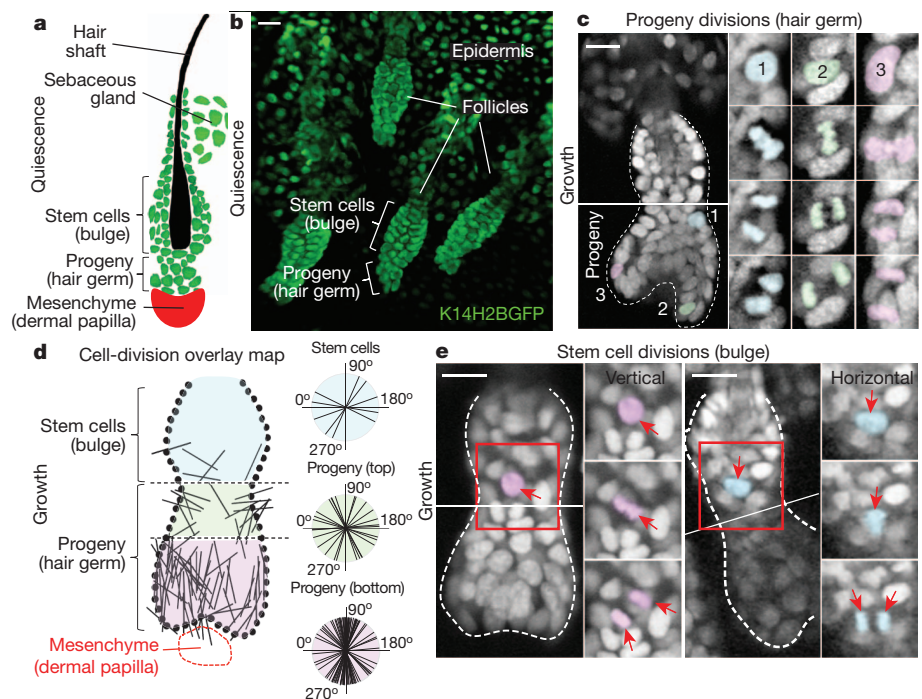 a
Hair
shaft
Sebaceous
gland
Quiescence
Stem cells
(bulge)
Progeny
(hair germ)
Mesenchyme
(dermal papilla)
b
Quiescence
Epidermis
Follicles
Stem cells
(bulge)
Progeny
(hair germ)
K14H2BGFP
c Progeny divisions (hair germ)
Growth
Progeny
1
2
3
1
2
3
d Cell-division overlay map
Growth
Stem cells
(bulge)
Progeny
(hair germ)
Mesenchyme
(dermal papilla)
Stem cells
90°
0°
180°
270°
Progeny (top)
90°
0°
180°
270°
Progeny (bottom)
90°
0°
180°
270°
e Stem cell divisions (bulge)
Growth
Vertical
Horizontal